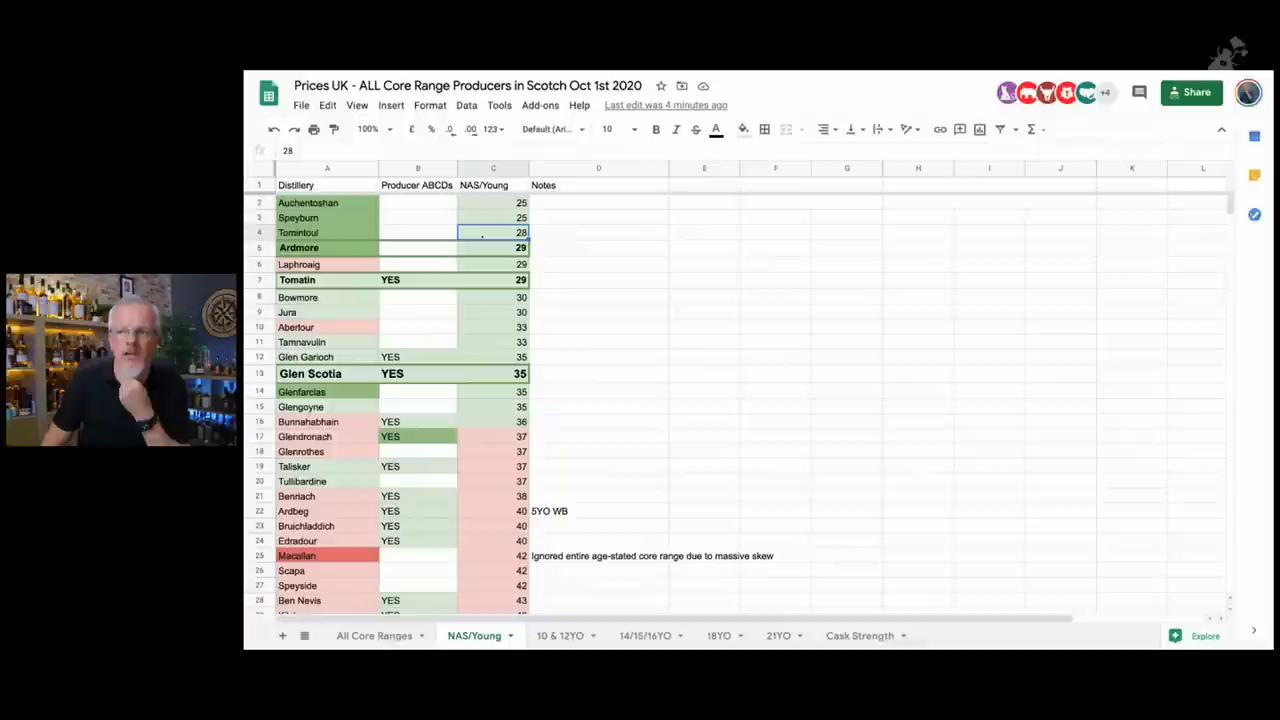 Prices UK - ALL Core Range Producers in Scotch Oct 1st 2020
+4
Share
File Edit View Insert Format Data Tools Add-ons Help Last edit was 4 minutes ago
100% £ % .0 .00 123 Default (Ari... 10 B I S A Σ
fx 28
A B C D E F G H I J K L
1 Distillery Producer ABCDs NAS/Young Notes
2 Auchentoshan 25
3 Speyburn 25
4 Tomintoul 28
5 Ardmore 29
6 Laphroaig 29
7 Tomatin YES 29
8 Bowmore 30
9 Jura 30
10 Aberlour 33
11 Tamnavulin 33
12 Glen Garioch YES 35
13 Glen Scotia YES 35
14 Glenfarclas 35
15 Glengoyne 35
16 Bunnahabhain YES 36
17 Glendronach YES 37
18 Glenrothes 37
19 Talisker YES 37
20 Tullibardine 37
21 Benriach YES 38
22 Ardbeg YES 40 5YO WB
23 Bruichladdich YES 40
24 Edradour YES 40
25 Macallan 42 Ignored entire age-stated core range due to massive skew
26 Scapa 42
27 Speyside 42
28 Ben Nevis YES 43
+ All Core Ranges NAS/Young 10 & 12YO 14/15/16YO 18YO 21YO Cask Strength Explore